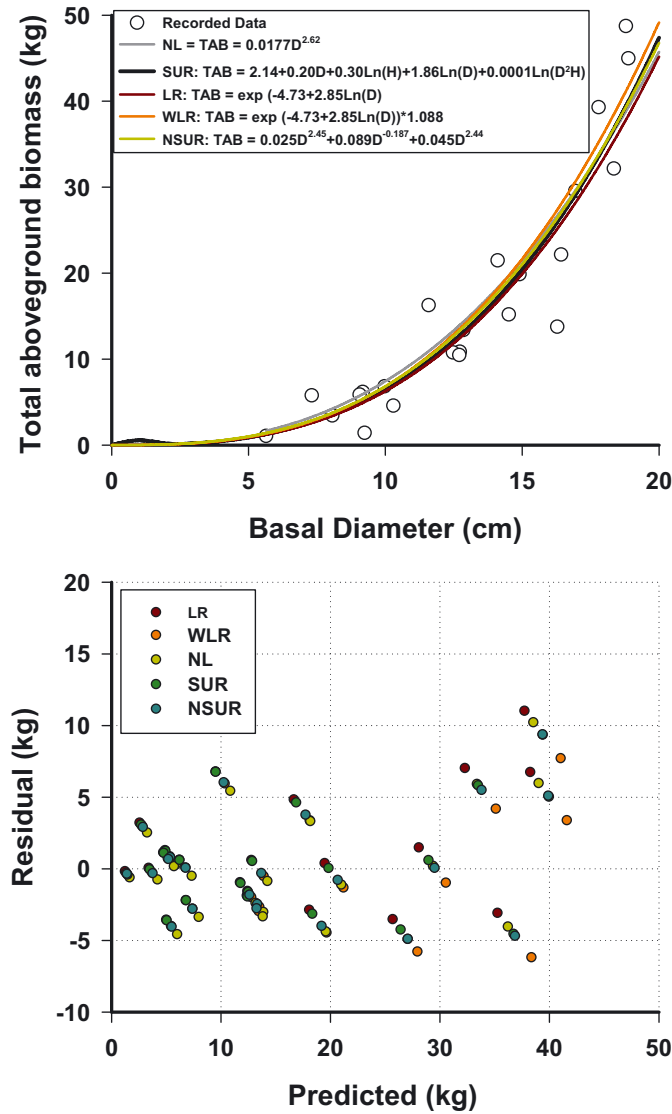 Total aboveground biomass (kg)
50
40
30
20
10
0
Recorded Data
NL = TAB = 0.0177D^2.62
SUR: TAB = 2.14+0.20D+0.30Ln(H)+1.86Ln(D)+0.0001Ln(D²H)
LR: TAB = exp (-4.73+2.85Ln(D)
WLR: TAB = exp (-4.73+2.85Ln(D))*1.088
NSUR: TAB = 0.025D^2.45+0.089D^-0.187+0.045D^2.44
0 5 10 15 20
Basal Diameter (cm)
Residual (kg)
20
15
10
5
0
-5
-10
LR
WLR
NL
SUR
NSUR
0 10 20 30 40 50
Predicted (kg)